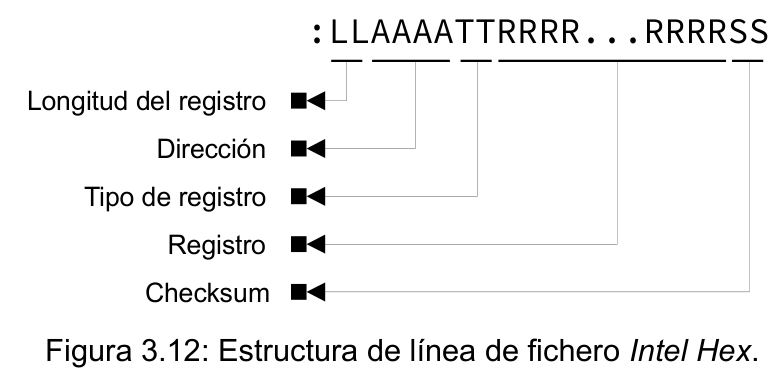 :LLAAAATTRRRR...RRRRSS
Longitud del registro
Dirección
Tipo de registro
Registro
Checksum
Figura 3.12: Estructura de línea de fichero Intel Hex.